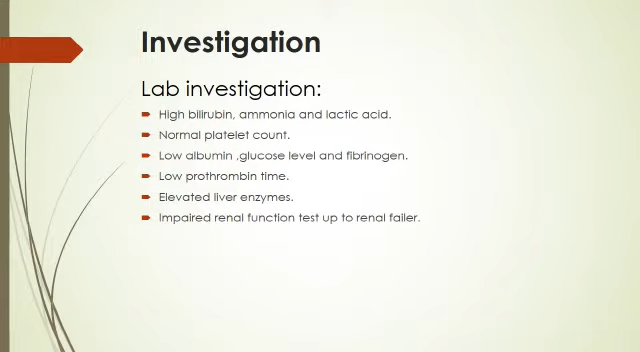 Investigation
Lab investigation:
High bilirubin, ammonia and lactic acid.
Normal platelet count.
Low albumin ,glucose level and fibrinogen.
Low prothrombin time.
Elevated liver enzymes.
Impaired renal function test up to renal failer.